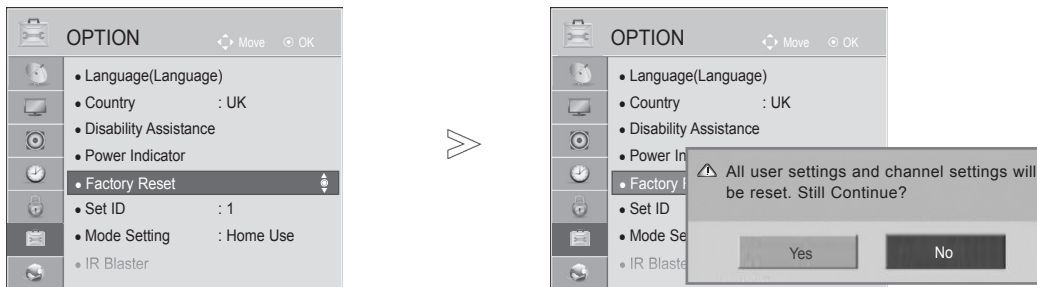 OPTION
Move
OK
• Language(Language)
• Country : UK
• Disability Assistance
• Power Indicator
• Factory Reset
• Set ID : 1
• Mode Setting : Home Use
• IR Blaster
OPTION
Move
OK
• Language(Language)
• Country : UK
• Disability Assistance
• Power In
• Factory
• Set ID
• Mode Se
• IR Blaste
All user settings and channel settings will
be reset. Still Continue?
Yes
No